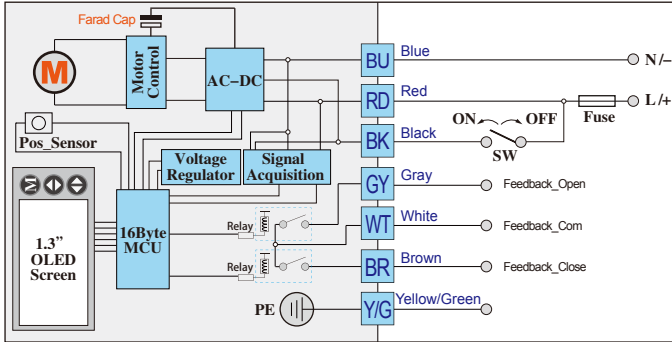 Farad Cap
M
Motor
Control
AC-DC
BU
Blue
N/-
RD
Red
L/+
Fuse
ON
OFF
BK
Black
SW
Pos_Sensor
Voltage
Regulator
Signal
Acquisition
GY
Gray
Feedback_Open
M
1.3”
OLED
Screen
16Byte
MCU
Relay
WT
White
Feedback_Com
Relay
BR
Brown
Feedback_Close
PE
Y/G
Yellow/Green